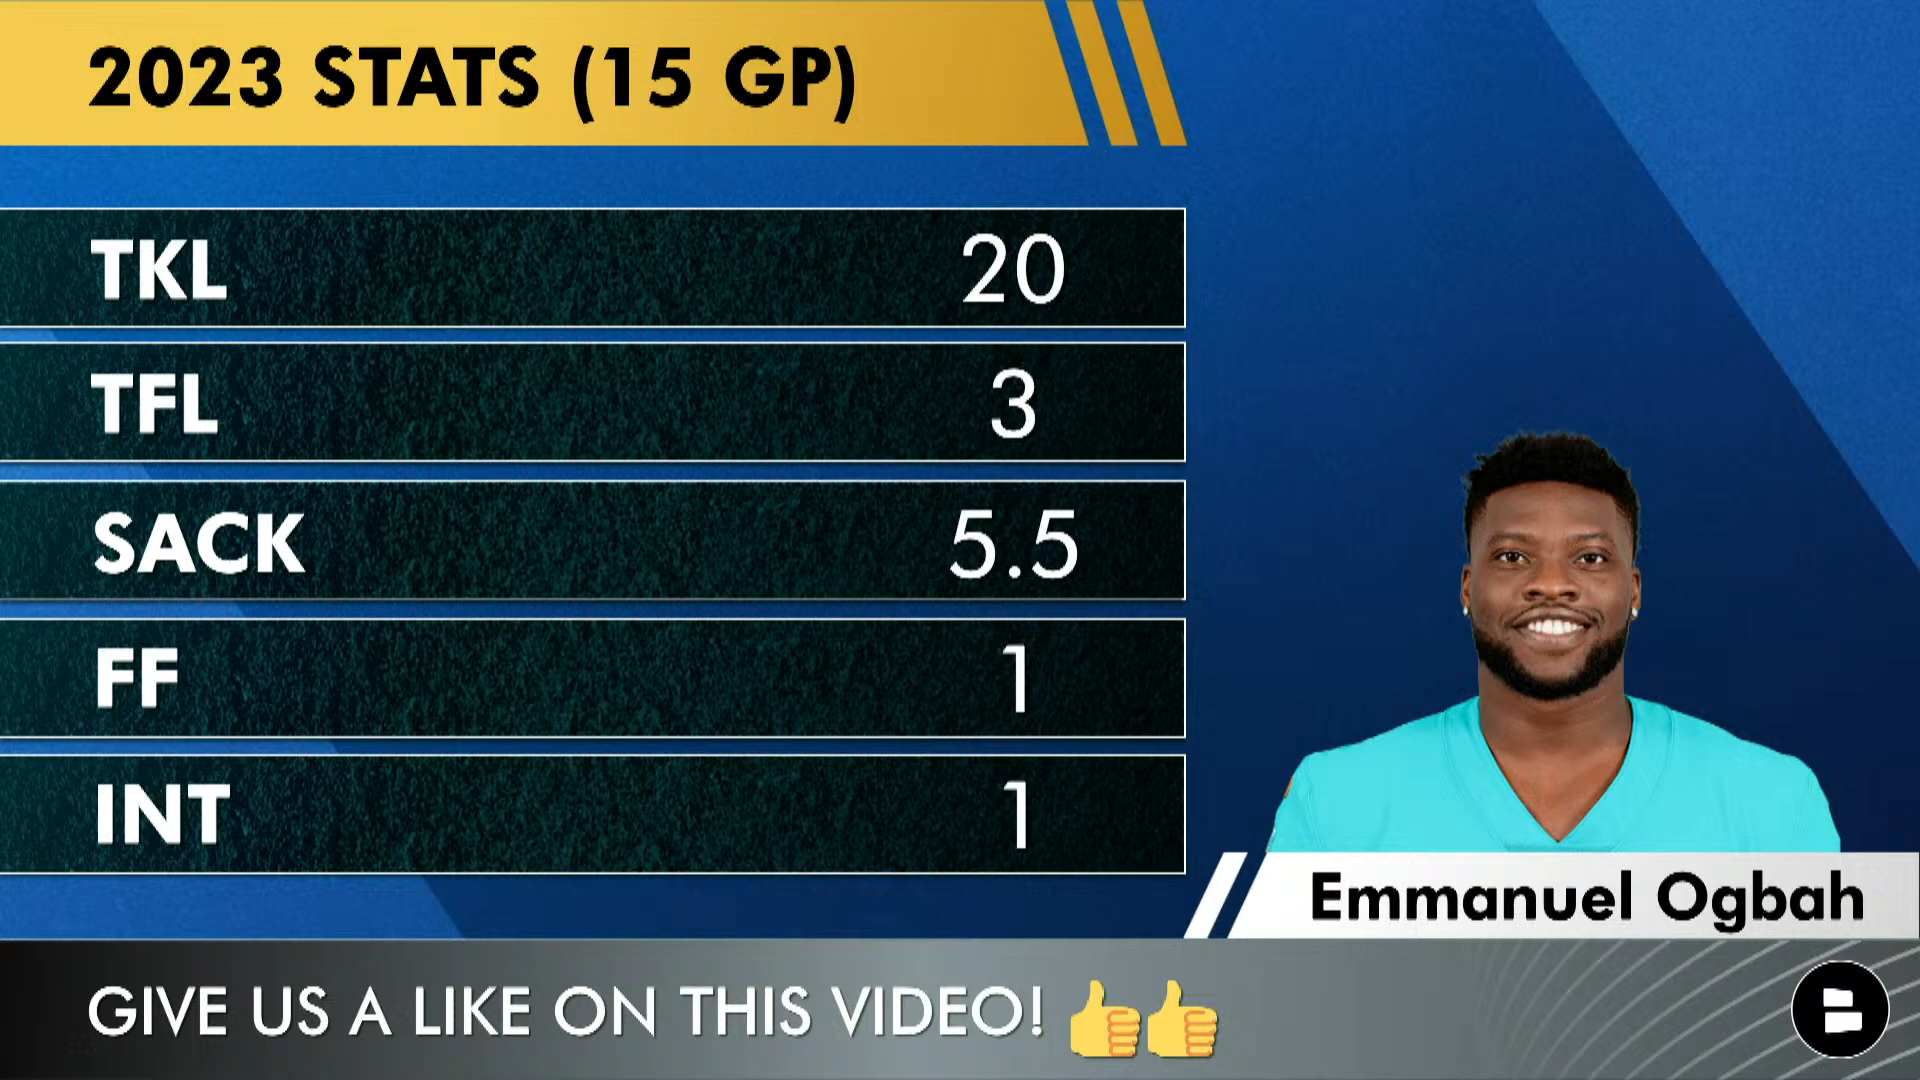 2023 STATS (15 GP)
TKL 20
TFL 3
SACK 5.5
FF 1
INT 1
Emmanuel Ogbah
GIVE US A LIKE ON THIS VIDEO! 👍👍